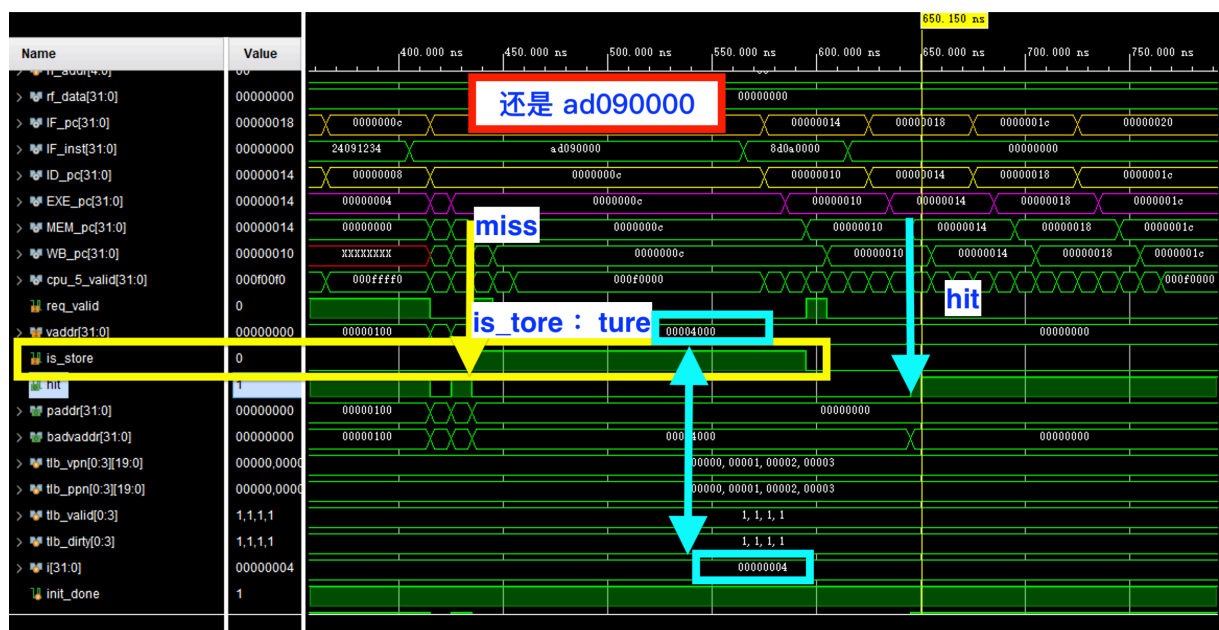 650.150 ns
Name Value 400.000 ns 450.000 ns 500.000 ns 550.000 ns 600.000 ns 650.000 ns 700.000 ns 750.000 ns
还是 ad090000
rf_data[31:0] 00000000 00000000
IF_pc[31:0] 00000018 0000000c 00000014 00000018 0000001c 00000020
IF_inst[31:0] 00000000 24091234 ad090000 8d0a0000 00000000
ID_pc[31:0] 00000014 00000008 0000000c 00000010 00000014 00000018 0000001c
EXE_pc[31:0] 00000014 00000004 0000000c 00000010 00000014 00000018 0000001c
MEM_pc[31:0] 00000014 00000000 miss 0000000c 00000010 00000014 00000018 0000001c
WB_pc[31:0] 00000010 XXXXXXXX 0000000c 00000010 00000014 00000018 0000001c
cpu_5_valid[31:0] 000f00f0 000ffff0 000f0000 000f0000
hit
req_valid 0
is_tore： ture
vaddr[31:0] 00000000 00000100 00004000 00000000
is_store 0
hit 1
paddr[31:0] 00000000 00000100 00000000
badvaddr[31:0] 00000000 00000100 00000000
tlb_vpn[0:3][19:0] 00000,0000 00000, 00001, 00002, 00003
tlb_ppn[0:3][19:0] 00000,0000 00000, 00001, 00002, 00003
tlb_valid[0:3] 1,1,1,1 1, 1, 1, 1
tlb_dirty[0:3] 1,1,1,1 1, 1, 1, 1
i[31:0] 00000004 00000004
init_done 1